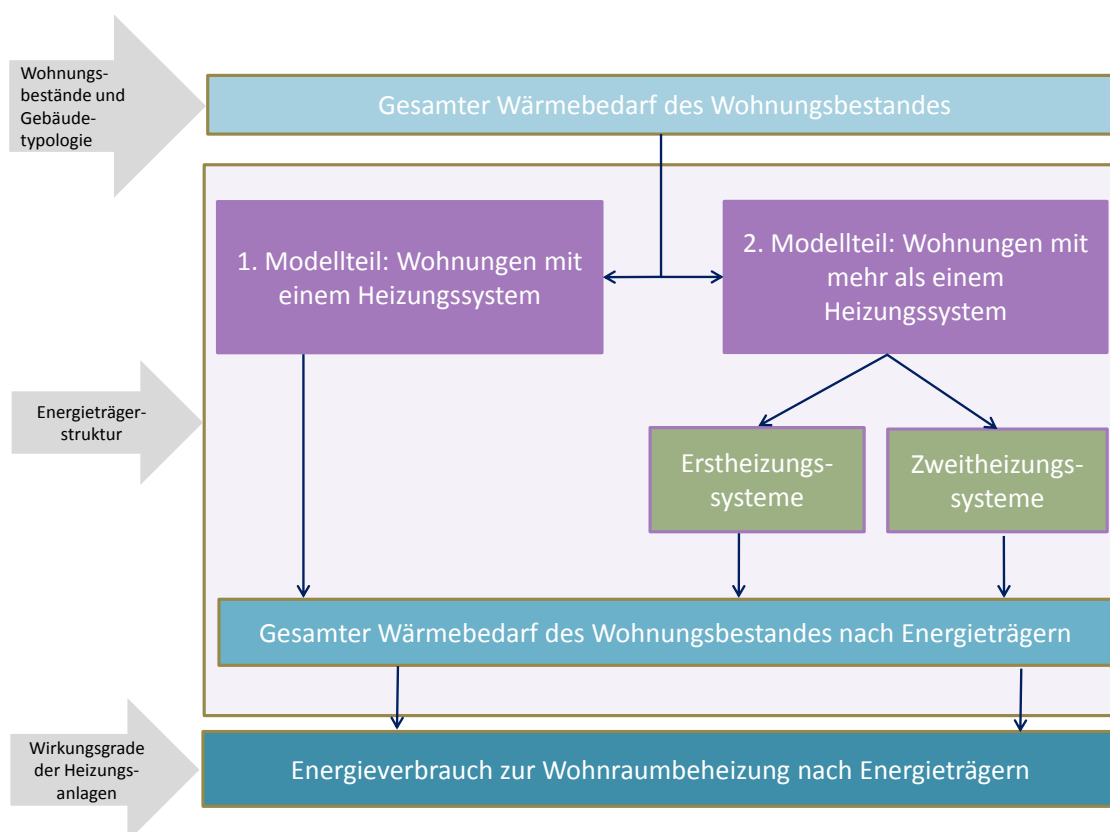 Wohnungs-
bestände und
Gebäude-
typologie
Gesamter Wärmebedarf des Wohnungsbestandes
1. Modellteil: Wohnungen mit
einem Heizungssystem
2. Modellteil: Wohnungen mit
mehr als einem
Heizungssystem
Energieträger-
struktur
Erstheizungs-
systeme
Zweitheizungs-
systeme
Gesamter Wärmebedarf des Wohnungsbestandes nach Energieträgern
Wirkungsgrade
der Heizungs-
anlagen
Energieverbrauch zur Wohnraumbeheizung nach Energieträgern